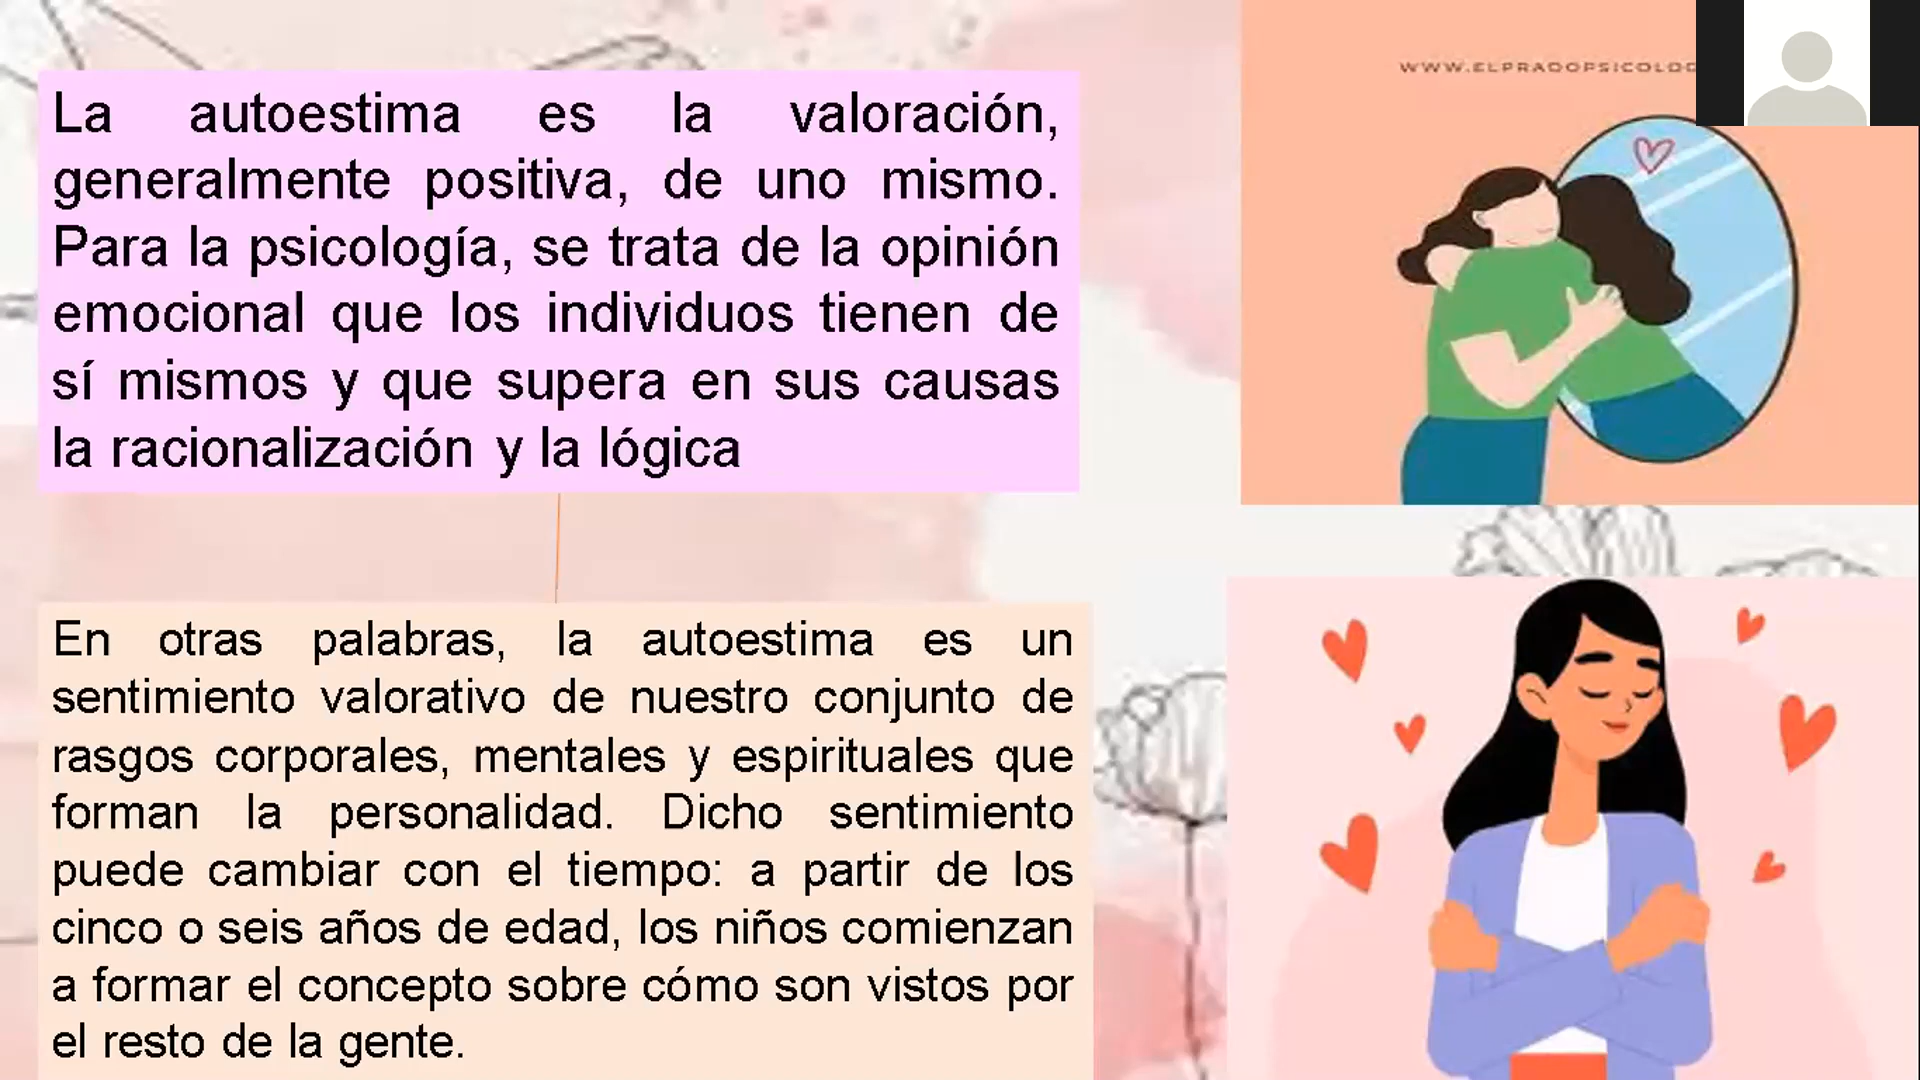 WWW.ELPRADOPSICOLOG
La autoestima es la valoración,
generalmente positiva, de uno mismo.
Para la psicología, se trata de la opinión
emocional que los individuos tienen de
sí mismos y que supera en sus causas
la racionalización y la lógica
En otras palabras, la autoestima es un
sentimiento valorativo de nuestro conjunto de
rasgos corporales, mentales y espirituales que
forman la personalidad. Dicho sentimiento
puede cambiar con el tiempo: a partir de los
cinco o seis años de edad, los niños comienzan
a formar el concepto sobre cómo son vistos por
el resto de la gente.